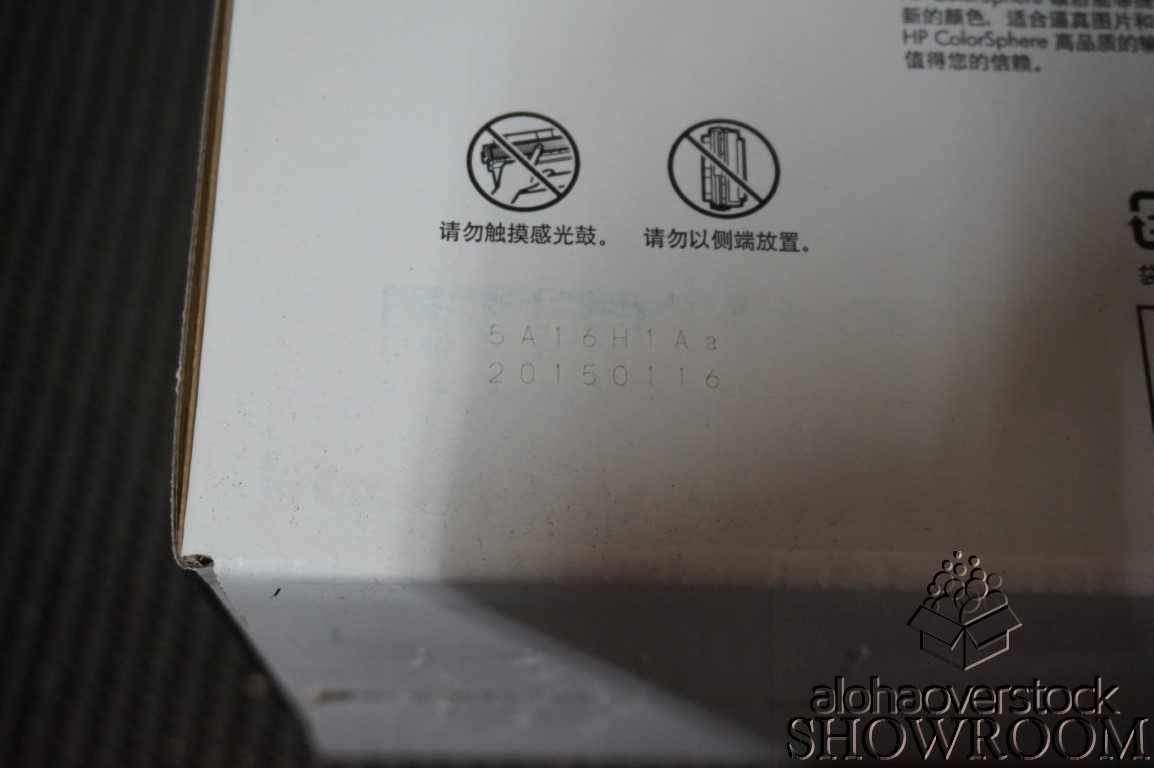 新的颜色，适合逼真图片和
HP ColorSphere 高品质的输
值得您的信赖。
请勿触摸感光鼓。
请勿以侧端放置。
5A16H1Aa
20150116
alohaoverstock
SHOWROOM